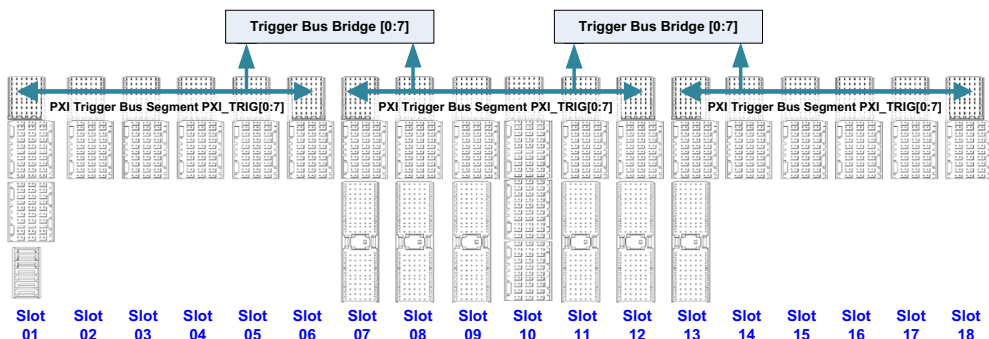 Trigger Bus Bridge [0:7]
Trigger Bus Bridge [0:7]
PXI Trigger Bus Segment PXI_TRIG[0:7]
PXI Trigger Bus Segment PXI_TRIG[0:7]
PXI Trigger Bus Segment PXI_TRIG[0:7]
Slot 01
Slot 02
Slot 03
Slot 04
Slot 05
Slot 06
Slot 07
Slot 08
Slot 09
Slot 10
Slot 11
Slot 12
Slot 13
Slot 14
Slot 15
Slot 16
Slot 17
Slot 18